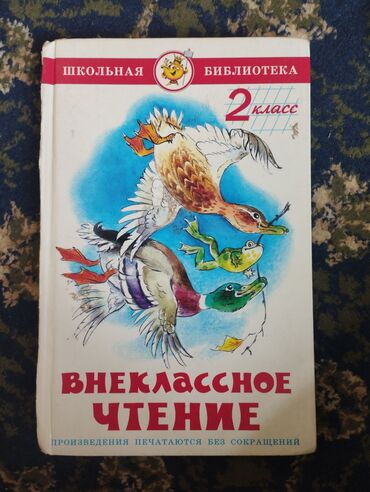 ШКОЛЬНАЯ БИБЛИОТЕКА
2 класс
ВНЕКЛАССНОЕ
ЧТЕНИЕ
ПРОИЗВЕДЕНИЯ ПЕЧАТАЮТСЯ БЕЗ СОКРАЩЕНИЙ